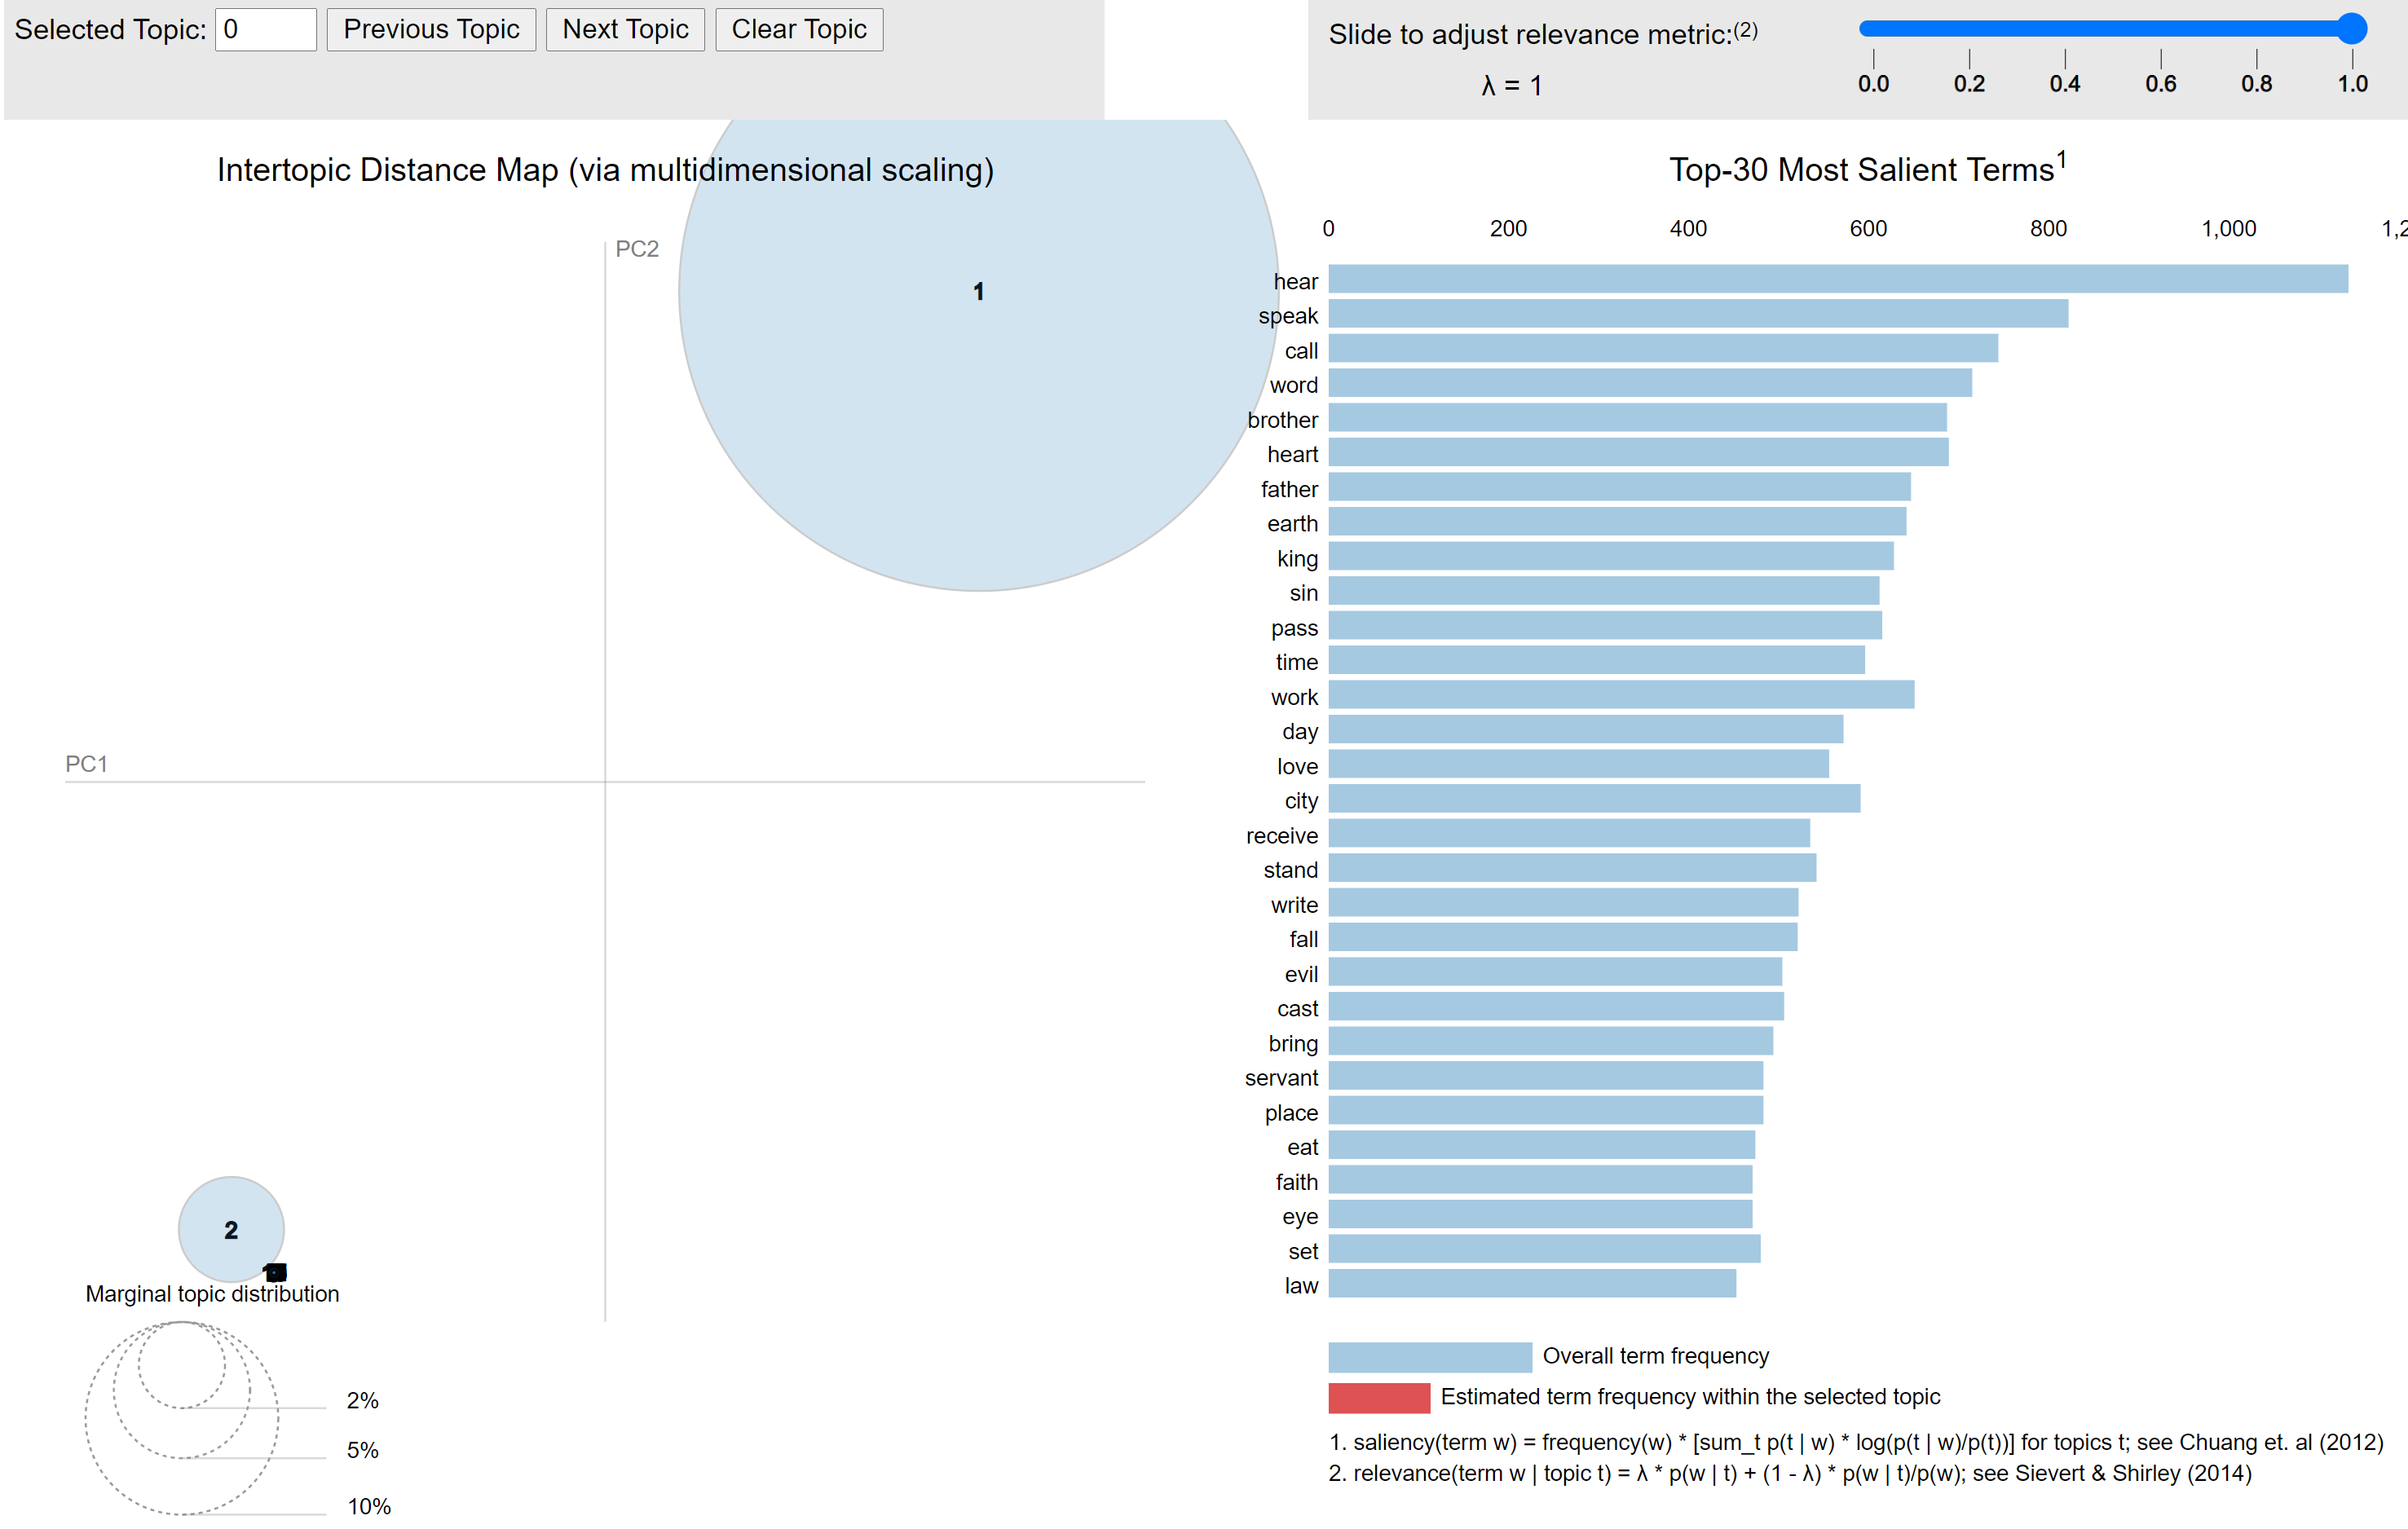 Selected Topic: 0 Previous Topic Next Topic Clear Topic
Slide to adjust relevance metric:(2)
λ = 1
0.0 0.2 0.4 0.6 0.8 1.0
Intertopic Distance Map (via multidimensional scaling)
PC2
PC1
1
2
Marginal topic distribution
2%
5%
10%
Top-30 Most Salient Terms1
0 200 400 600 800 1,000 1,2
hear
speak
call
word
brother
heart
father
earth
king
sin
pass
time
work
day
love
city
receive
stand
write
fall
evil
cast
bring
servant
place
eat
faith
eye
set
law
Overall term frequency
Estimated term frequency within the selected topic
1. saliency(term w) = frequency(w) * [sum_t p(t | w) * log(p(t | w)/p(t))] for topics t; see Chuang et. al (2012)
2. relevance(term w | topic t) = λ * p(w | t) + (1 - λ) * p(w | t)/p(w); see Sievert & Shirley (2014)